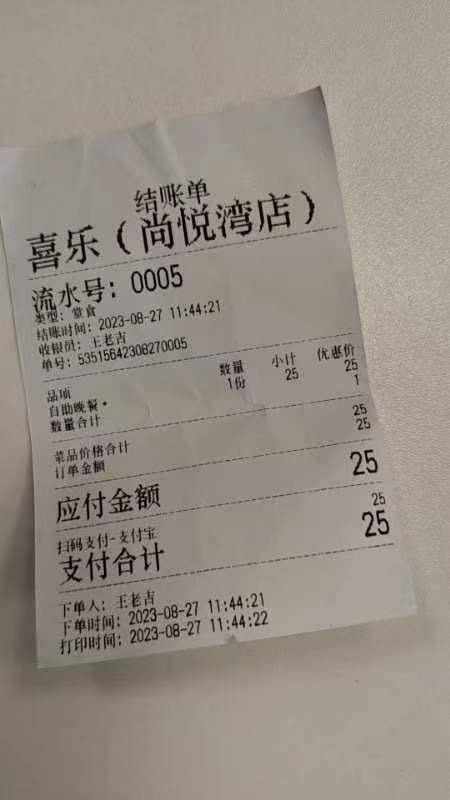 结账单
喜乐（尚悦湾店）
流水号：0005
类型：堂食
结账时间：2023-08-27 11:44:21
收银员：王老吉
单号：53515642308270005
品项 数量 小计 优惠价
自助晚餐· 1份 25 25
数量合计 1
菜品价格合计 25
订单金额 25
应付金额 25
扫码支付-支付宝 25
支付合计 25
下单人：王老吉
下单时间：2023-08-27 11:44:21
打印时间：2023-08-27 11:44:22